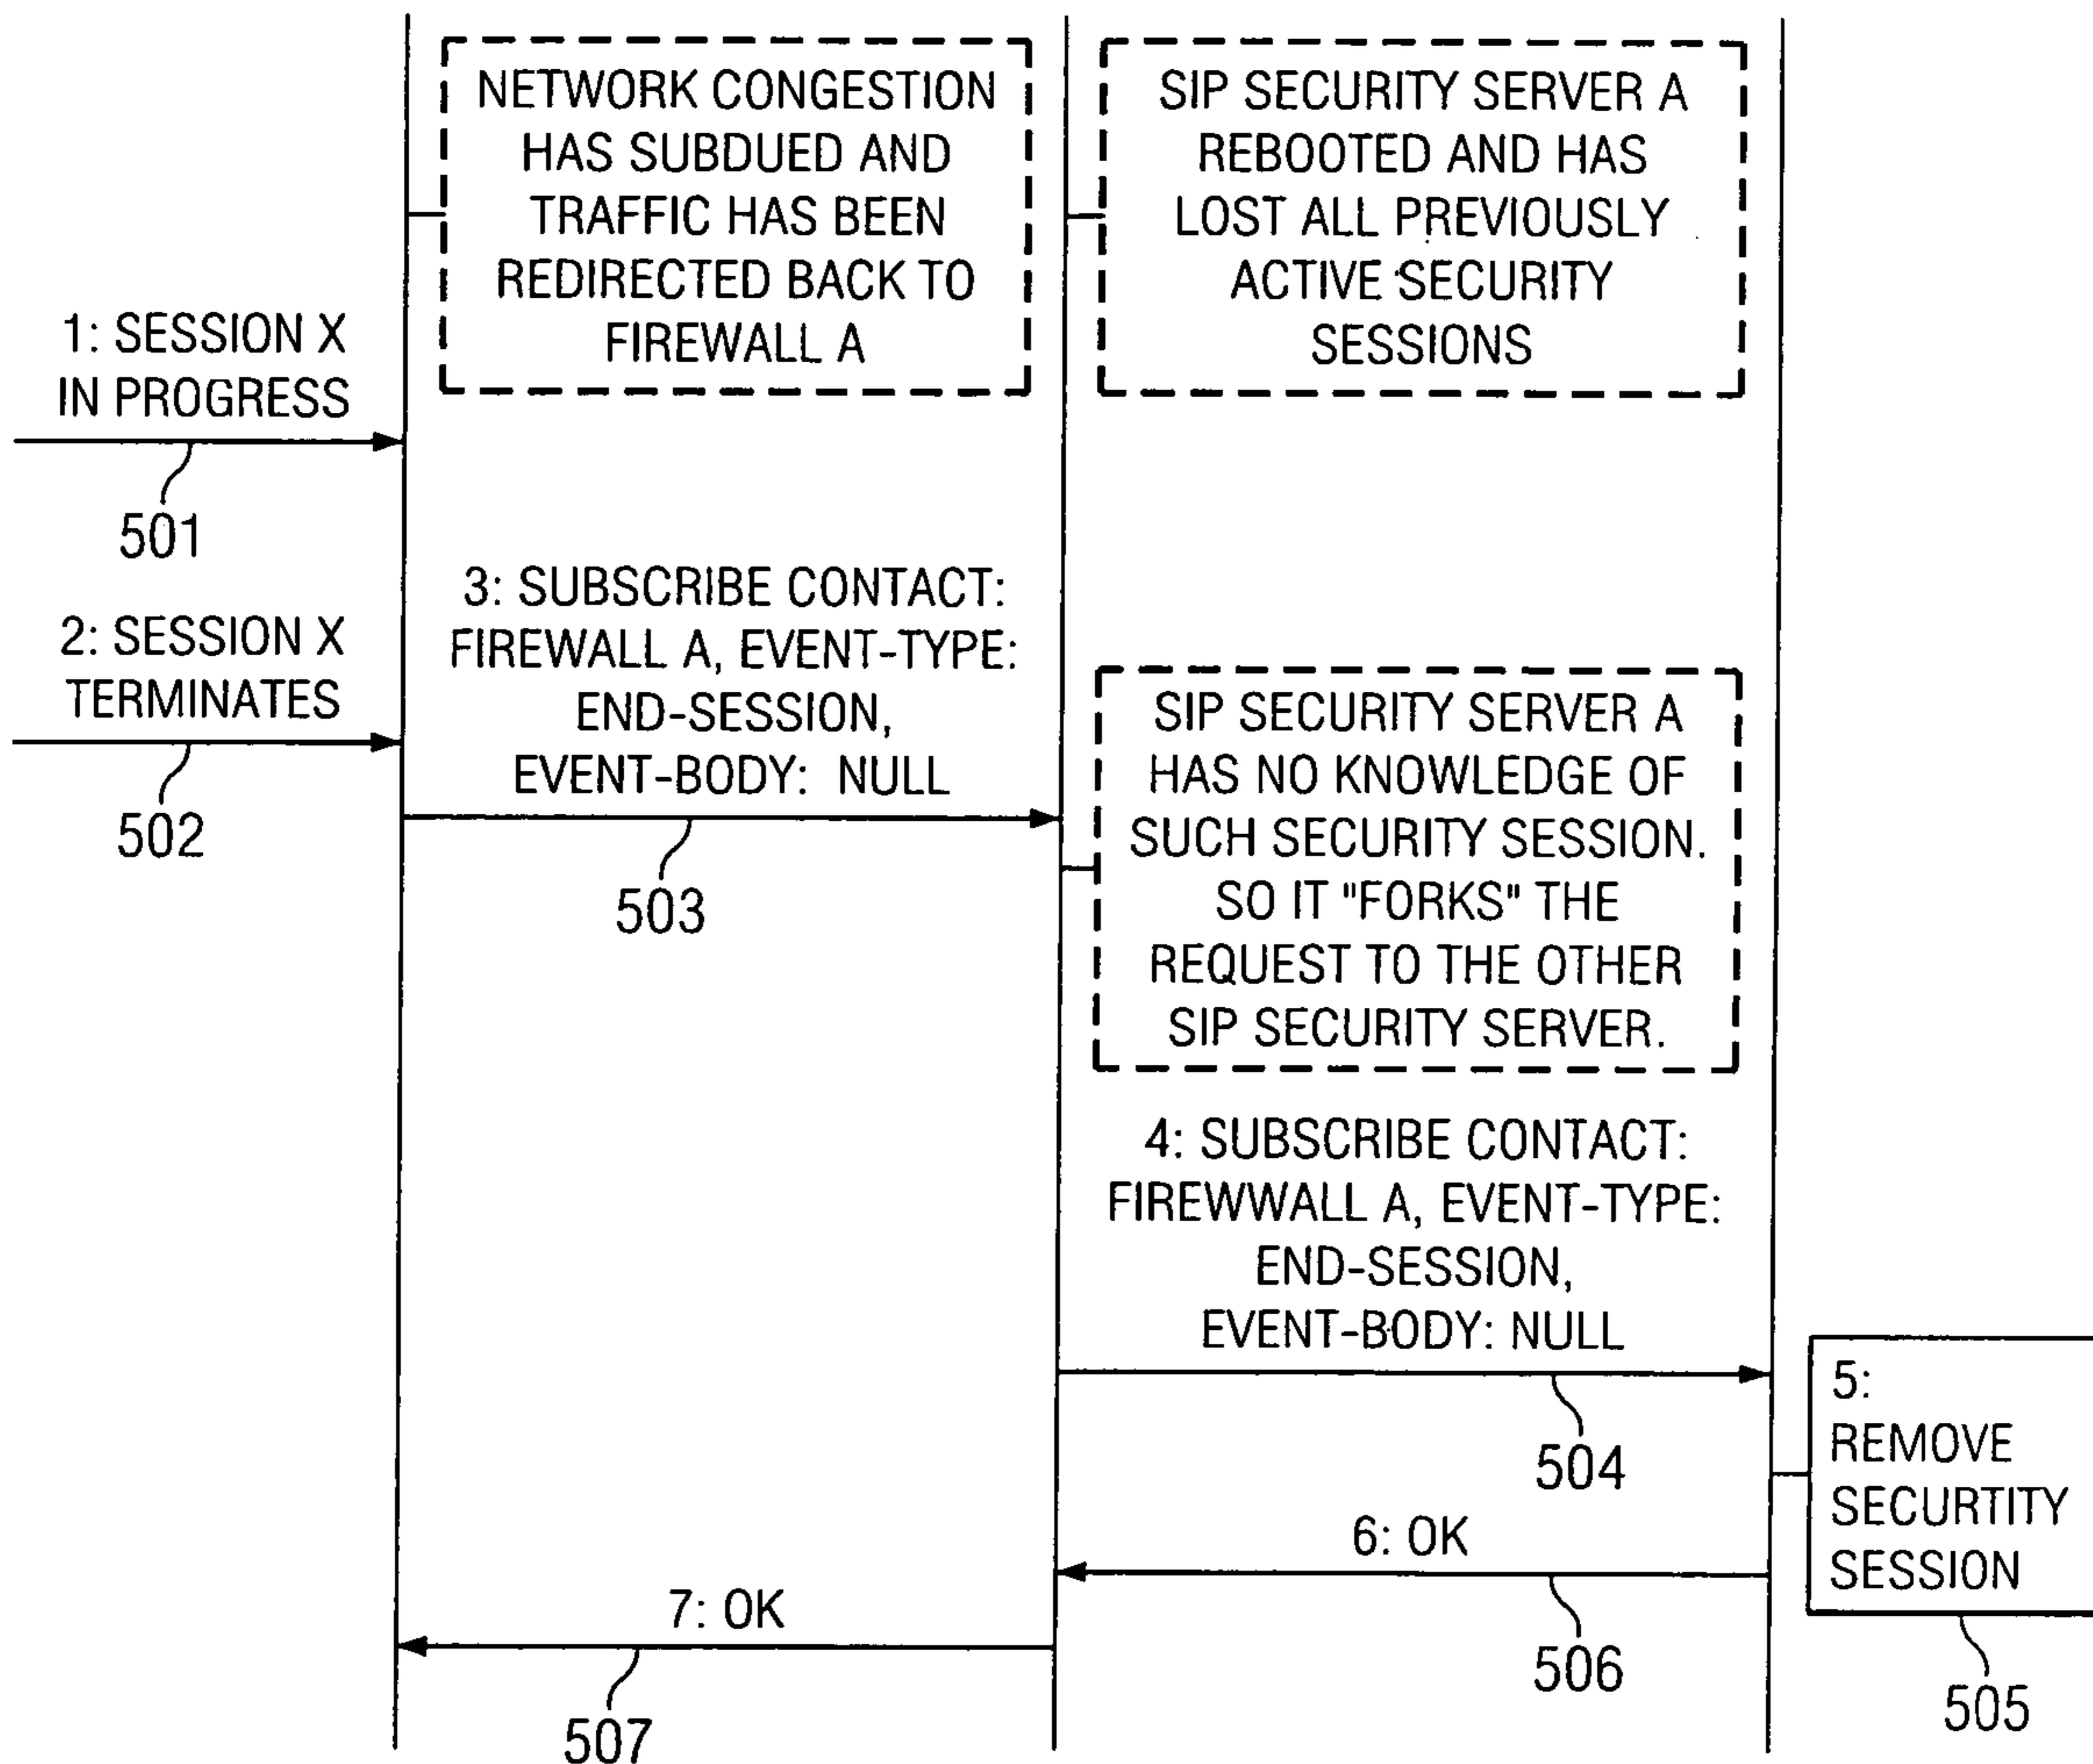 NETWORK CONGESTION
HAS SUBDUED AND
TRAFFIC HAS BEEN
REDIRECTED BACK TO
FIREWALL A
SIP SECURITY SERVER A
REBOOTED AND HAS
LOST ALL PREVIOUSLY
ACTIVE SECURITY
SESSIONS
1: SESSION X
IN PROGRESS
501
2: SESSION X
TERMINATES
502
3: SUBSCRIBE CONTACT:
FIREWALL A, EVENT-TYPE:
END-SESSION,
EVENT-BODY: NULL
503
SIP SECURITY SERVER A
HAS NO KNOWLEDGE OF
SUCH SECURITY SESSION.
SO IT "FORKS" THE
REQUEST TO THE OTHER
SIP SECURITY SERVER.
4: SUBSCRIBE CONTACT:
FIREWWALL A, EVENT-TYPE:
END-SESSION,
EVENT-BODY: NULL
504
5:
REMOVE
SECURTITY
SESSION
505
6: OK
506
7: OK
507